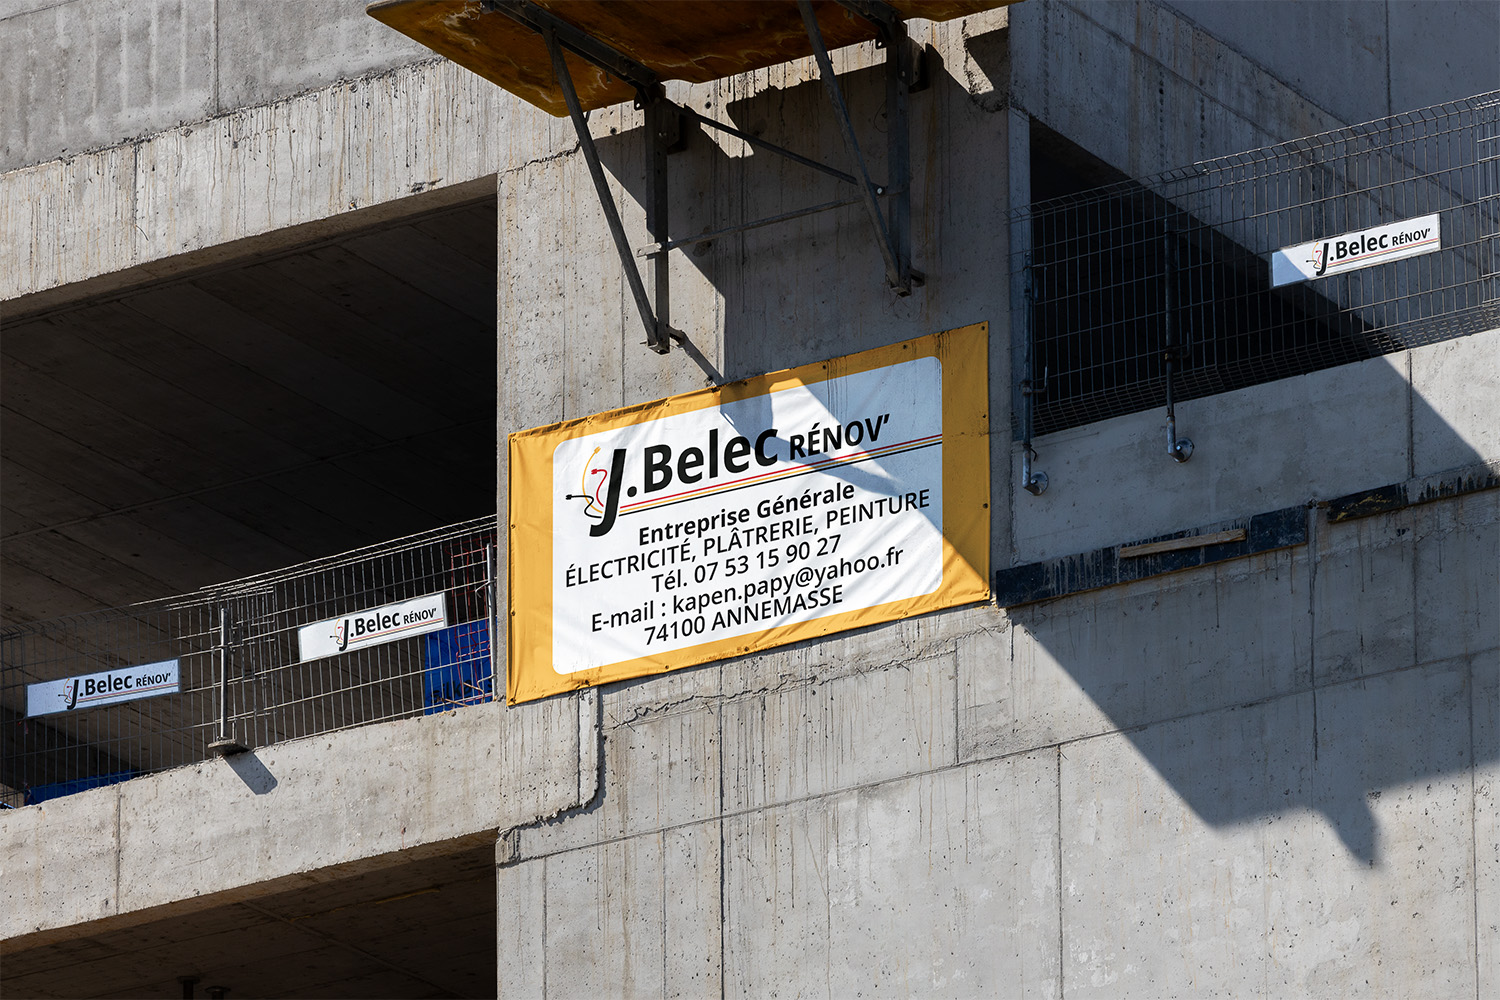 J.Belec RÉNOV'
J.Belec RÉNOV'
Entreprise Générale
ÉLECTRICITÉ, PLÂTRERIE, PEINTURE
Tél. 07 53 15 90 27
E-mail : kapen.papy@yahoo.fr
74100 ANNEMASSE
J.Belec RÉNOV'
J.Belec RÉNOV'